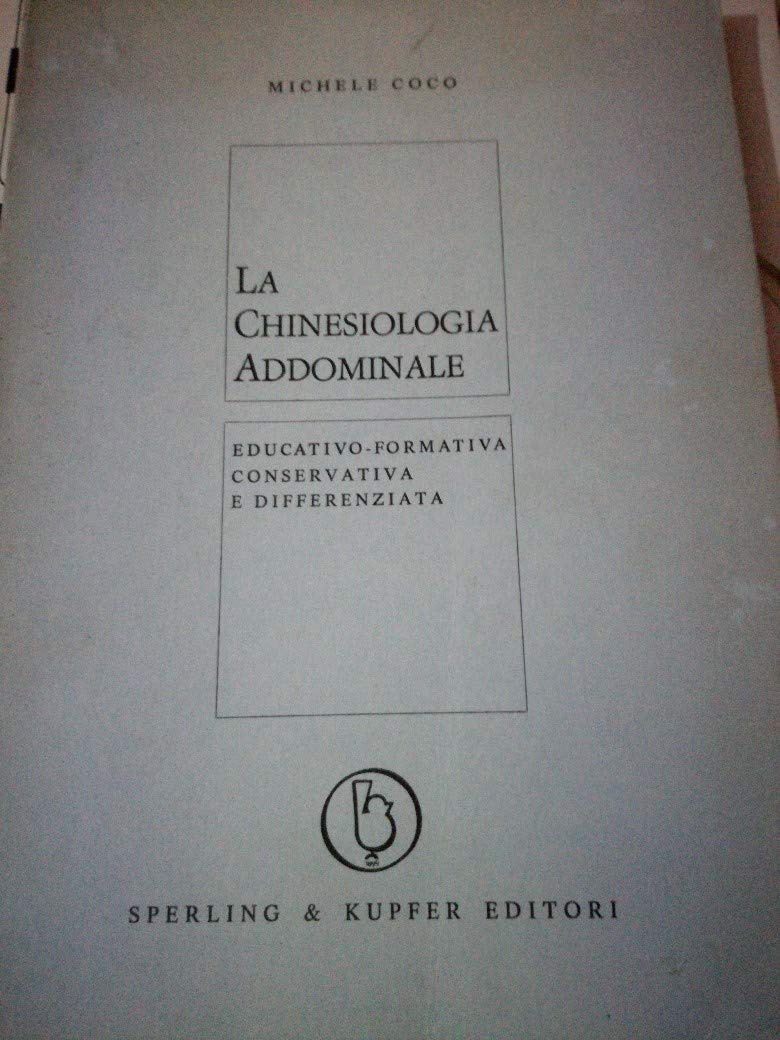 MICHELE COCO
LA
CHINESIOLOGIA
ADDOMINALE
EDUCATIVO-FORMATIVA
CONSERVATIVA
E DIFFERENZIATA
SPERLING & KUPFER EDITORI